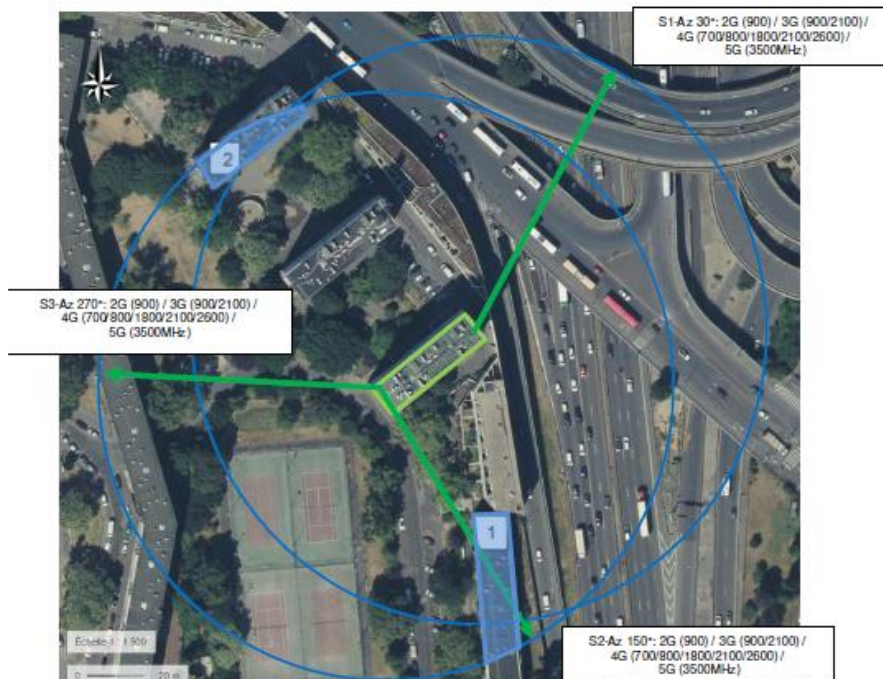 S1-Az 30°: 2G (900) / 3G (900/2100) /
4G (700/800/1800/2100/2600) /
5G (3500MHz)
2
S3-Az 270°: 2G (900) / 3G (900/2100) /
4G (700/800/1800/2100/2600) /
5G (3500MHz)
1
S2-Az 150°: 2G (900) / 3G (900/2100) /
4G (700/800/1800/2100/2600) /
5G (3500MHz)
0 20 m